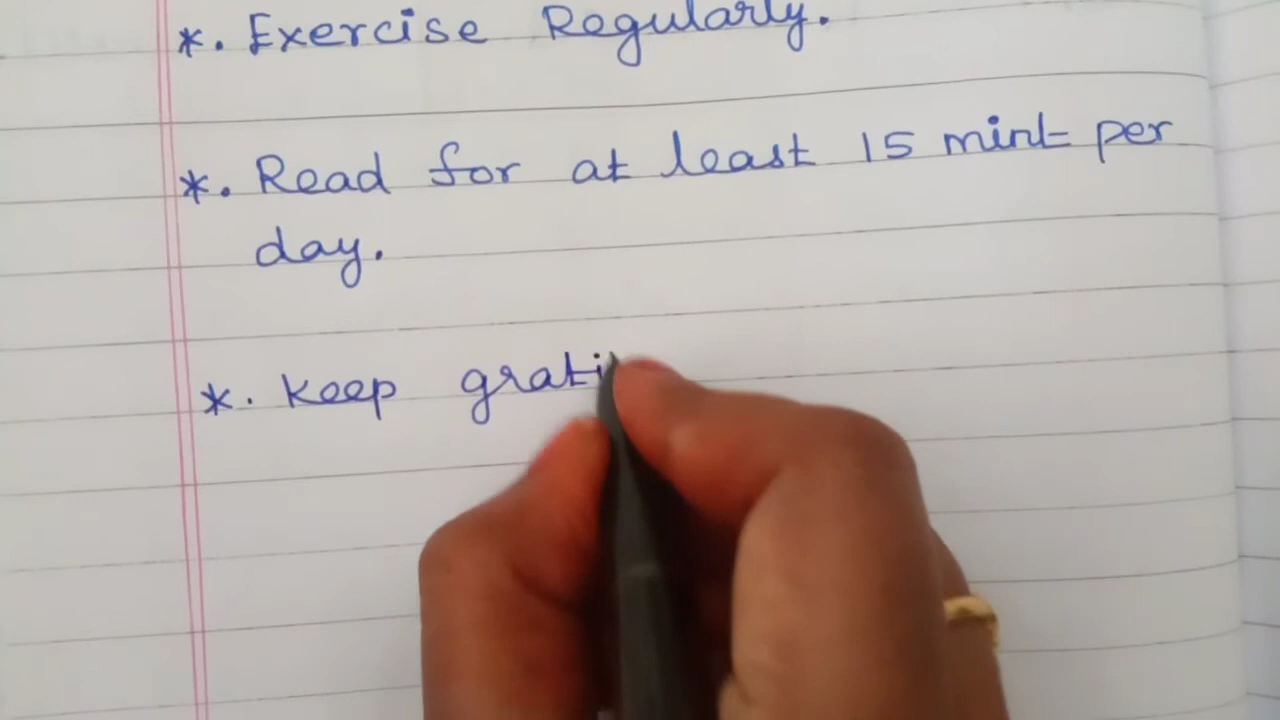 *. Exercise Regularly.
*. Read for at least 15 mint per
day.
*. Keep grati